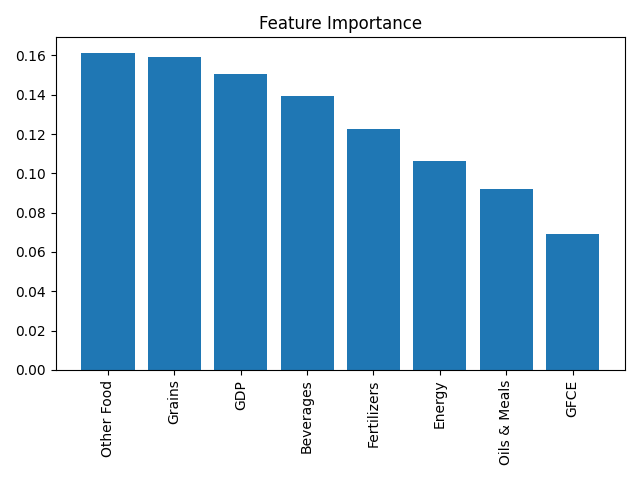 Feature Importance
0.16
0.14
0.12
0.10
0.08
0.06
0.04
0.02
0.00
Other Food
Grains
GDP
Beverages
Fertilizers
Energy
Oils & Meals
GFCE